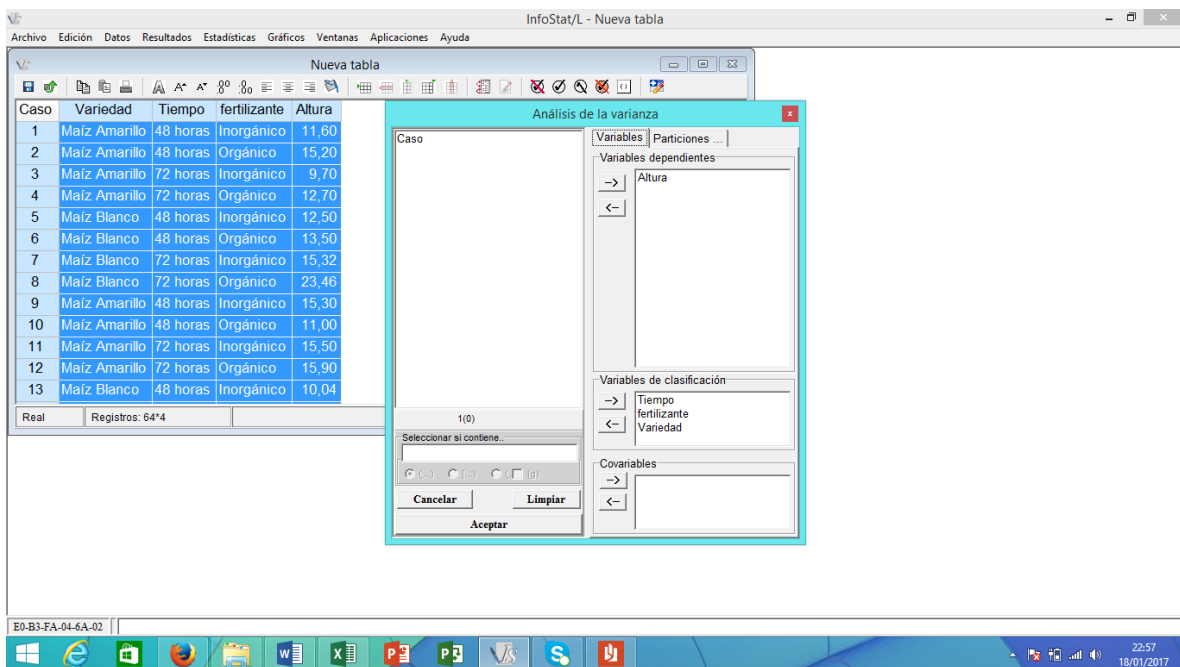 InfoStat/L - Nueva tabla
Archivo Edición Datos Resultados Estadísticas Gráficos Ventanas Aplicaciones Ayuda
Nueva tabla
Caso Variedad Tiempo fertilizante Altura
1 Maíz Amarillo 48 horas Inorgánico 11,60
2 Maíz Amarillo 48 horas Orgánico 15,20
3 Maíz Amarillo 72 horas Inorgánico 9,70
4 Maíz Amarillo 72 horas Orgánico 12,70
5 Maíz Blanco 48 horas Inorgánico 12,50
6 Maíz Blanco 48 horas Orgánico 13,50
7 Maíz Blanco 72 horas Inorgánico 15,32
8 Maíz Blanco 72 horas Orgánico 23,46
9 Maíz Amarillo 48 horas Inorgánico 15,30
10 Maíz Amarillo 48 horas Orgánico 11,00
11 Maíz Amarillo 72 horas Inorgánico 15,50
12 Maíz Amarillo 72 horas Orgánico 15,90
13 Maíz Blanco 48 horas Inorgánico 10,04
Real Registros: 64*4
Análisis de la varianza
Caso
1(0)
Seleccionar si contiene..
Cancelar Limpiar
Aceptar
Variables Particiones ...
Variables dependientes
-->
Altura
<--
Variables de clasificación
-->
Tiempo
fertilizante
<--
Variedad
Covariables
-->
<--
E0-B3-FA-04-6A-02
22:57
18/01/2017